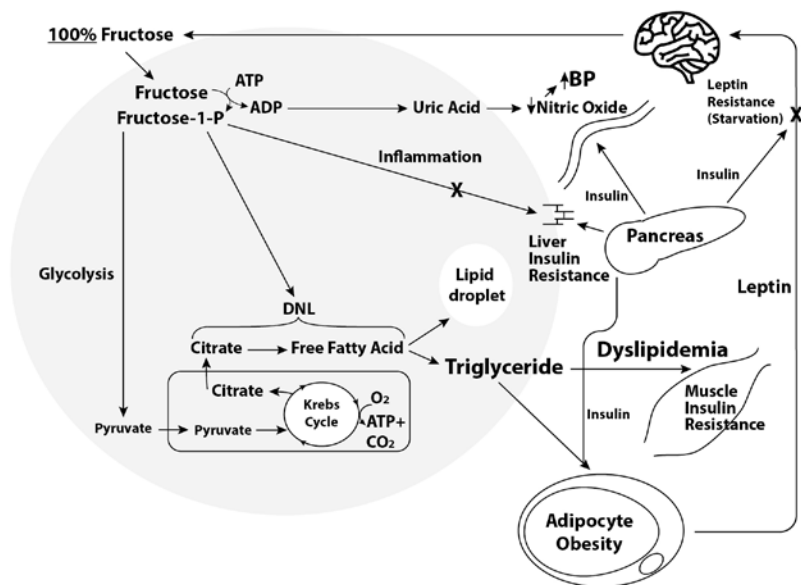 100% Fructose
Fructose
ATP
ADP
Fructose-1-P
Uric Acid
↓Nitric Oxide
↑BP
Leptin
Resistance
(Starvation)
X
Inflammation
X
Insulin
Insulin
Liver
Insulin
Resistance
Pancreas
Glycolysis
Lipid
droplet
Leptin
DNL
Citrate
Free Fatty Acid
Triglyceride
Dyslipidemia
Citrate
Krebs
Cycle
O2
ATP+
CO2
Pyruvate
Pyruvate
Insulin
Muscle
Insulin
Resistance
Adipocyte
Obesity